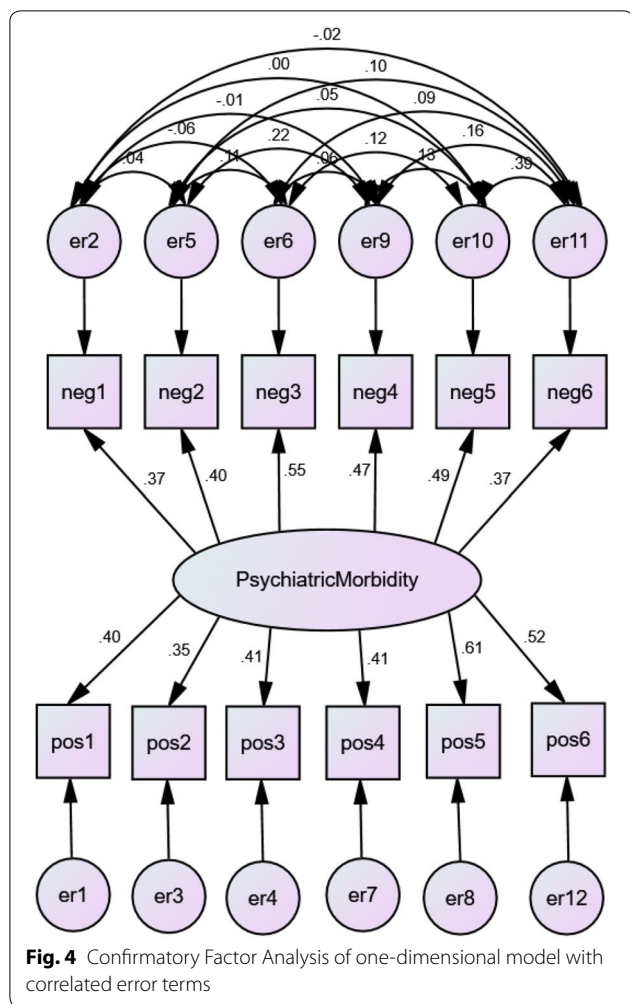 -.02
.00 .10
-.01 .05 .09
-.06 .22 .12 .16
.04 .11 .06 .13 .39
er2 er5 er6 er9 er10 er11
neg1 neg2 neg3 neg4 neg5 neg6
.37 .40 .55 .47 .49 .37
PsychiatricMorbidity
.40 .35 .41 .41 .61 .52
pos1 pos2 pos3 pos4 pos5 pos6
er1 er3 er4 er7 er8 er12
Fig. 4 Confirmatory Factor Analysis of one-dimensional model with
correlated error terms